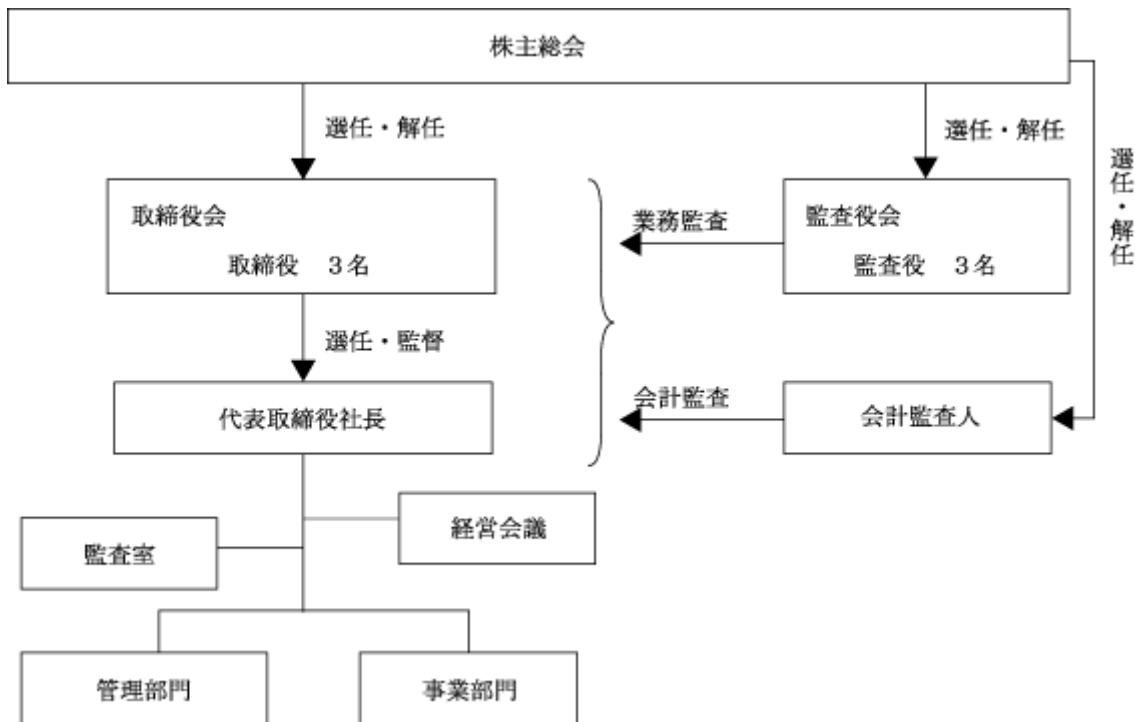 株主総会
選任・解任
選任・解任
選任・解任
取締役会
取締役 3名
業務監査
監査役会
監査役 3名
選任・監督
代表取締役社長
会計監査
会計監査人
経営会議
監査室
管理部門
事業部門